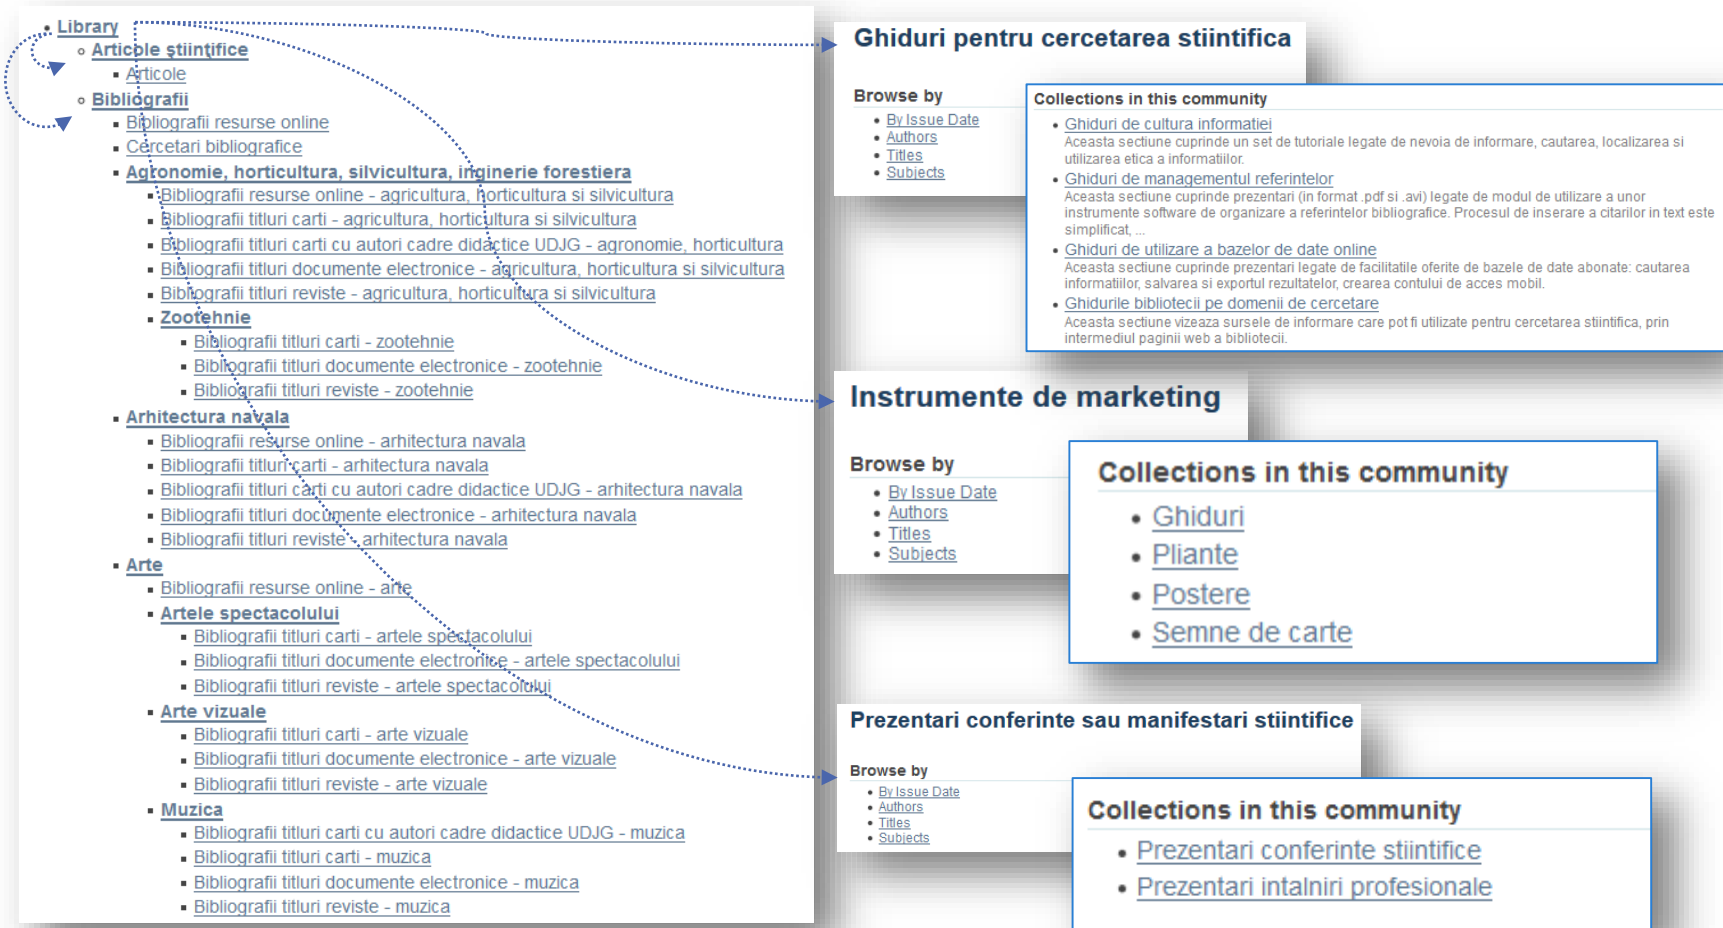 Library
Articole ştiinţifice
Articole
Bibliografii
Bibliografii resurse online
Cercetari bibliografice
Agronomie, horticultura, silvicultura, inginerie forestiera
Bibliografii resurse online - agricultura, horticultura si silvicultura
Bibliografii titluri carti - agricultura, horticultura si silvicultura
Bibliografii titluri carti cu autori cadre didactice UDJG - agronomie, horticultura
Bibliografii titluri documente electronice - agricultura, horticultura si silvicultura
Bibliografii titluri reviste - agricultura, horticultura si silvicultura
Zootehnie
Bibliografii titluri carti - zootehnie
Bibliografii titluri documente electronice - zootehnie
Bibliografii titluri reviste - zootehnie
Arhitectura navala
Bibliografii resurse online - arhitectura navala
Bibliografii titluri carti - arhitectura navala
Bibliografii titluri carti cu autori cadre didactice UDJG - arhitectura navala
Bibliografii titluri documente electronice - arhitectura navala
Bibliografii titluri reviste - arhitectura navala
Arte
Bibliografii resurse online - arte
Artele spectacolului
Bibliografii titluri carti - artele spectacolului
Bibliografii titluri documente electronice - artele spectacolului
Bibliografii titluri reviste - artele spectacolului
Arte vizuale
Bibliografii titluri carti - arte vizuale
Bibliografii titluri documente electronice - arte vizuale
Bibliografii titluri reviste - arte vizuale
Muzica
Bibliografii titluri carti cu autori cadre didactice UDJG - muzica
Bibliografii titluri carti - muzica
Bibliografii titluri documente electronice - muzica
Bibliografii titluri reviste - muzica
Ghiduri pentru cercetarea stiintifica
Browse by
By Issue Date
Authors
Titles
Subjects
Collections in this community
Ghiduri de cultura informatiei
Aceasta sectiune cuprinde un set de tutoriale legate de nevoia de informare, cautarea, localizarea si
utilizarea etica a informatiilor.
Ghiduri de managementul referintelor
Aceasta sectiune cuprinde prezentari (in format .pdf si .avi) legate de modul de utilizare a unor
instrumente software de organizare a referintelor bibliografice. Procesul de inserare a citarilor in text este
simplificat, ...
Ghiduri de utilizare a bazelor de date online
Aceasta sectiune cuprinde prezentari legate de facilitatile oferite de bazele de date abonate: cautarea
informatiilor, salvarea si exportul rezultatelor, crearea contului de acces mobil.
Ghidurile bibliotecii pe domenii de cercetare
Aceasta sectiune vizeaza sursele de informare care pot fi utilizate pentru cercetarea stiintifica, prin
intermediul paginii web a bibliotecii.
Instrumente de marketing
Browse by
By Issue Date
Authors
Titles
Subjects
Collections in this community
Ghiduri
Pliante
Postere
Semne de carte
Prezentari conferinte sau manifestari stiintifice
Browse by
By Issue Date
Authors
Titles
Subjects
Collections in this community
Prezentari conferinte stiintifice
Prezentari intalniri profesionale